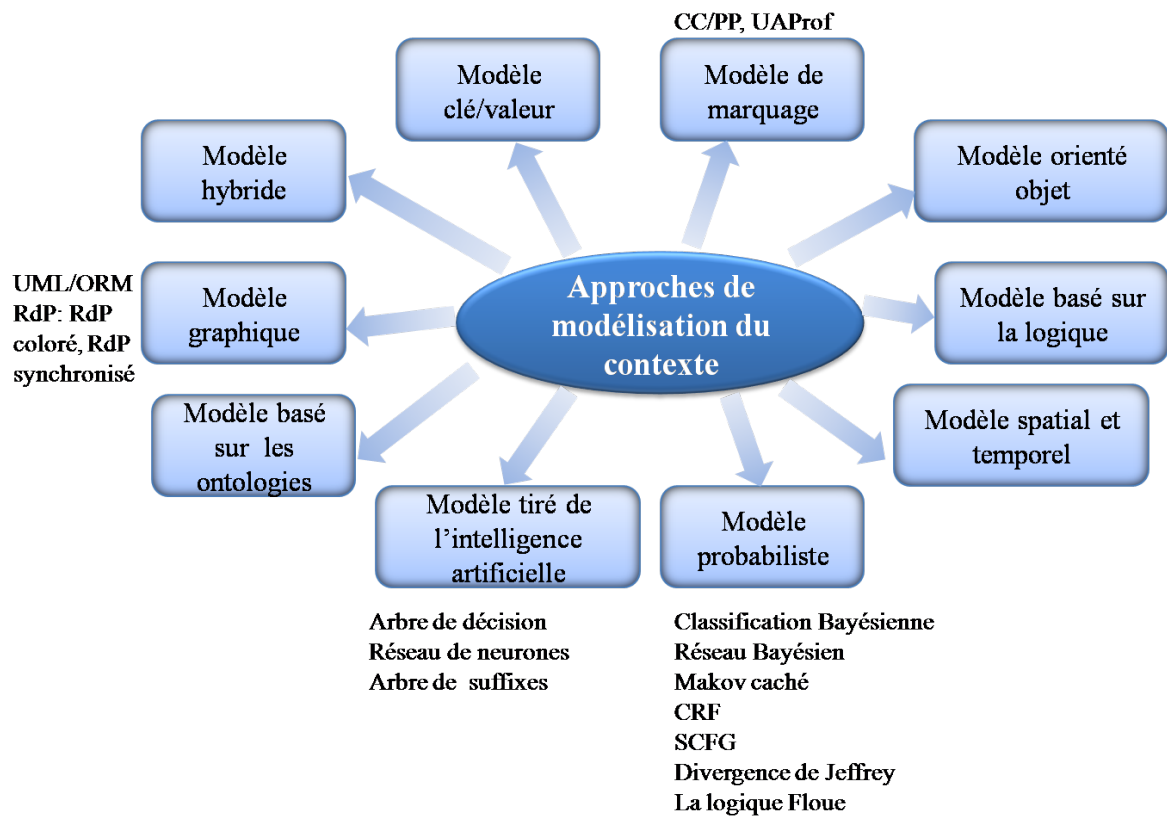 CC/PP, UAProf
Modèle
clé/valeur
Modèle de
marquage
Modèle
hybride
Modèle orienté
objet
UML/ORM
RdP: RdP
coloré, RdP
synchronisé
Modèle
graphique
Approches de
modélisation du
contexte
Modèle basé sur
la logique
Modèle basé
sur les
ontologies
Modèle spatial et
temporel
Modèle tiré de
l’intelligence
artificielle
Modèle
probabiliste
Arbre de décision
Réseau de neurones
Arbre de suffixes
Classification Bayésienne
Réseau Bayésien
Makov caché
CRF
SCFG
Divergence de Jeffrey
La logique Floue